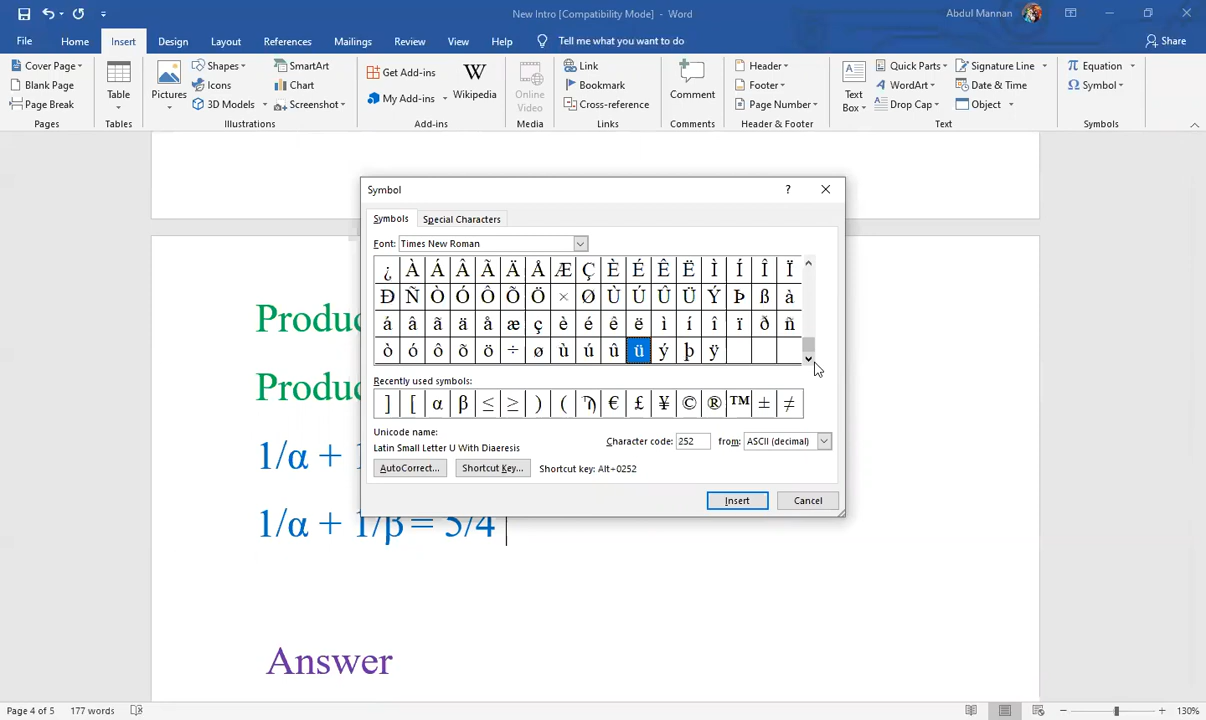 New Intro [Compatibility Mode] - Word
Abdul Mannan
File Home Insert Design Layout References Mailings Review View Help Tell me what you want to do Share
Cover Page
Blank Page
Page Break
Pages
Table
Tables
Pictures
Shapes
Icons
3D Models
SmartArt
Chart
Screenshot
Illustrations
Get Add-ins
My Add-ins
W
Wikipedia
Add-ins
Online
Video
Media
Link
Bookmark
Cross-reference
Links
Comment
Comments
Header
Footer
Page Number
Header & Footer
A
Text
Box
Quick Parts
WordArt
Drop Cap
Signature Line
Date & Time
Object
Text
π Equation
Ω Symbol
Symbols
Symbol
?
Symbols Special Characters
Font: Times New Roman
¿ À Á Â Ã Ä Å Æ Ç È É Ê Ë Ì Í Î Ï
Ð Ñ Ò Ó Ô Õ Ö × Ø Ù Ú Û Ü Ý Þ ß à
á â ã ä å æ ç è é ê ë ì í î ï ð ñ
ò ó ô õ ö ÷ ø ù ú û ü ý þ ÿ
Recently used symbols:
] [ α β ≤ ≥ ) ( € £ ¥ © ® ™ ± ≠
Unicode name:
Latin Small Letter U With Diaeresis
Character code: 252 from: ASCII (decimal)
AutoCorrect... Shortcut Key... Shortcut key: Alt+0252
Insert Cancel
Produc
Produc
1/α + 1
1/α + 1/β = 5/4
Answer
Page 4 of 5 177 words 130%